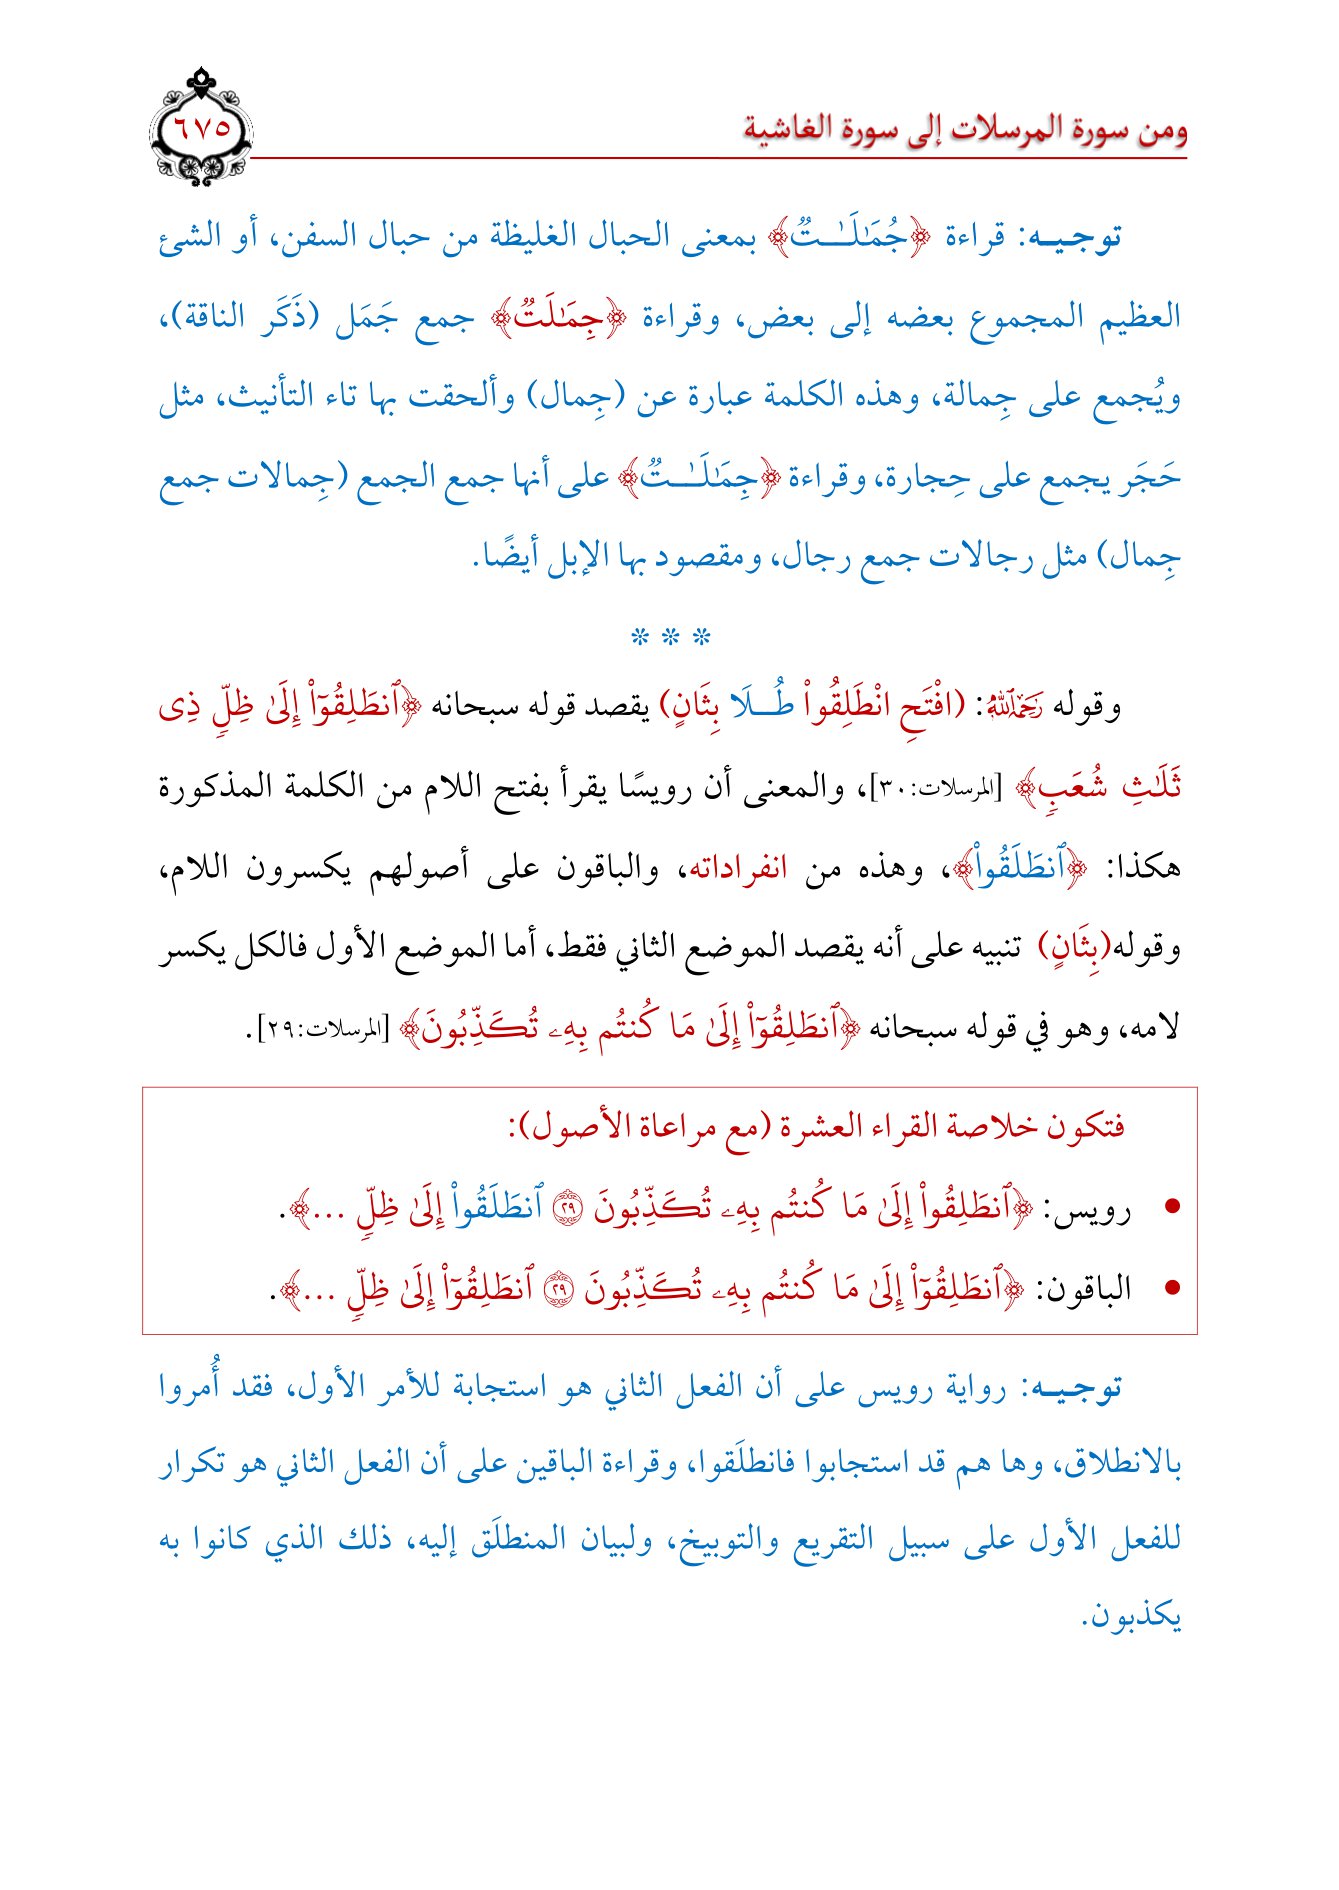 ومن سورة المرسلات إلى سورة الغاشية
٦٧٥
توجيـه: قراءة ﴿جُمَٰلَـٰـتٞ﴾ بمعنى الحبال الغليظة من حبال السفن، أو الشئ
العظيم المجموع بعضه إلى بعض، وقراءة ﴿جِمَٰلَتٞ﴾ جمع جَمَل (ذَكَر الناقة)،
ويُجمع على جِمالة، وهذه الكلمة عبارة عن (جِمال) وألحقت بها تاء التأنيث، مثل
حَجَر يجمع على حِجارة، وقراءة ﴿جِمَٰلَـٰـتٞ﴾ على أنها جمع الجمع (جِمالات جمع
جِمال) مثل رجالات جمع رجال، ومقصود بها الإبل أيضًا.
* * *
وقوله رَحِمَهُ ٱللَّهُ: (افْتَحِ انْطَلِقُواْ طُــلَا بِثَانٍ) يقصد قوله سبحانه ﴿ٱنطَلِقُوٓاْ إِلَىٰ ظِلّٖ ذِى
ثَلَٰثِ شُعَبٖ﴾ [المرسلات:٣٠]، والمعنى أن رويسًا يقرأ بفتح اللام من الكلمة المذكورة
هكذا: ﴿ٱنطَلَقُواْ﴾، وهذه من انفراداته، والباقون على أصولهم يكسرون اللام،
وقوله(بِثَانٍ) تنبيه على أنه يقصد الموضع الثاني فقط، أما الموضع الأول فالكل يكسر
لامه، وهو في قوله سبحانه ﴿ٱنطَلِقُوٓاْ إِلَىٰ مَا كُنتُم بِهِۦ تُكَذِّبُونَ﴾ [المرسلات:٢٩].
فتكون خلاصة القراء العشرة (مع مراعاة الأصول):
• رويس: ﴿ٱنطَلِقُواْ إِلَىٰ مَا كُنتُم بِهِۦ تُكَذِّبُونَ ٢٩ ٱنطَلَقُواْ إِلَىٰ ظِلّٖ ...﴾.
• الباقون: ﴿ٱنطَلِقُوٓاْ إِلَىٰ مَا كُنتُم بِهِۦ تُكَذِّبُونَ ٢٩ ٱنطَلِقُوٓاْ إِلَىٰ ظِلّٖ ...﴾.
توجيـه: رواية رويس على أن الفعل الثاني هو استجابة للأمر الأول، فقد أُمروا
بالانطلاق، وها هم قد استجابوا فانطلَقوا، وقراءة الباقين على أن الفعل الثاني هو تكرار
للفعل الأول على سبيل التقريع والتوبيخ، ولبيان المنطلَق إليه، ذلك الذي كانوا به
يكذبون.